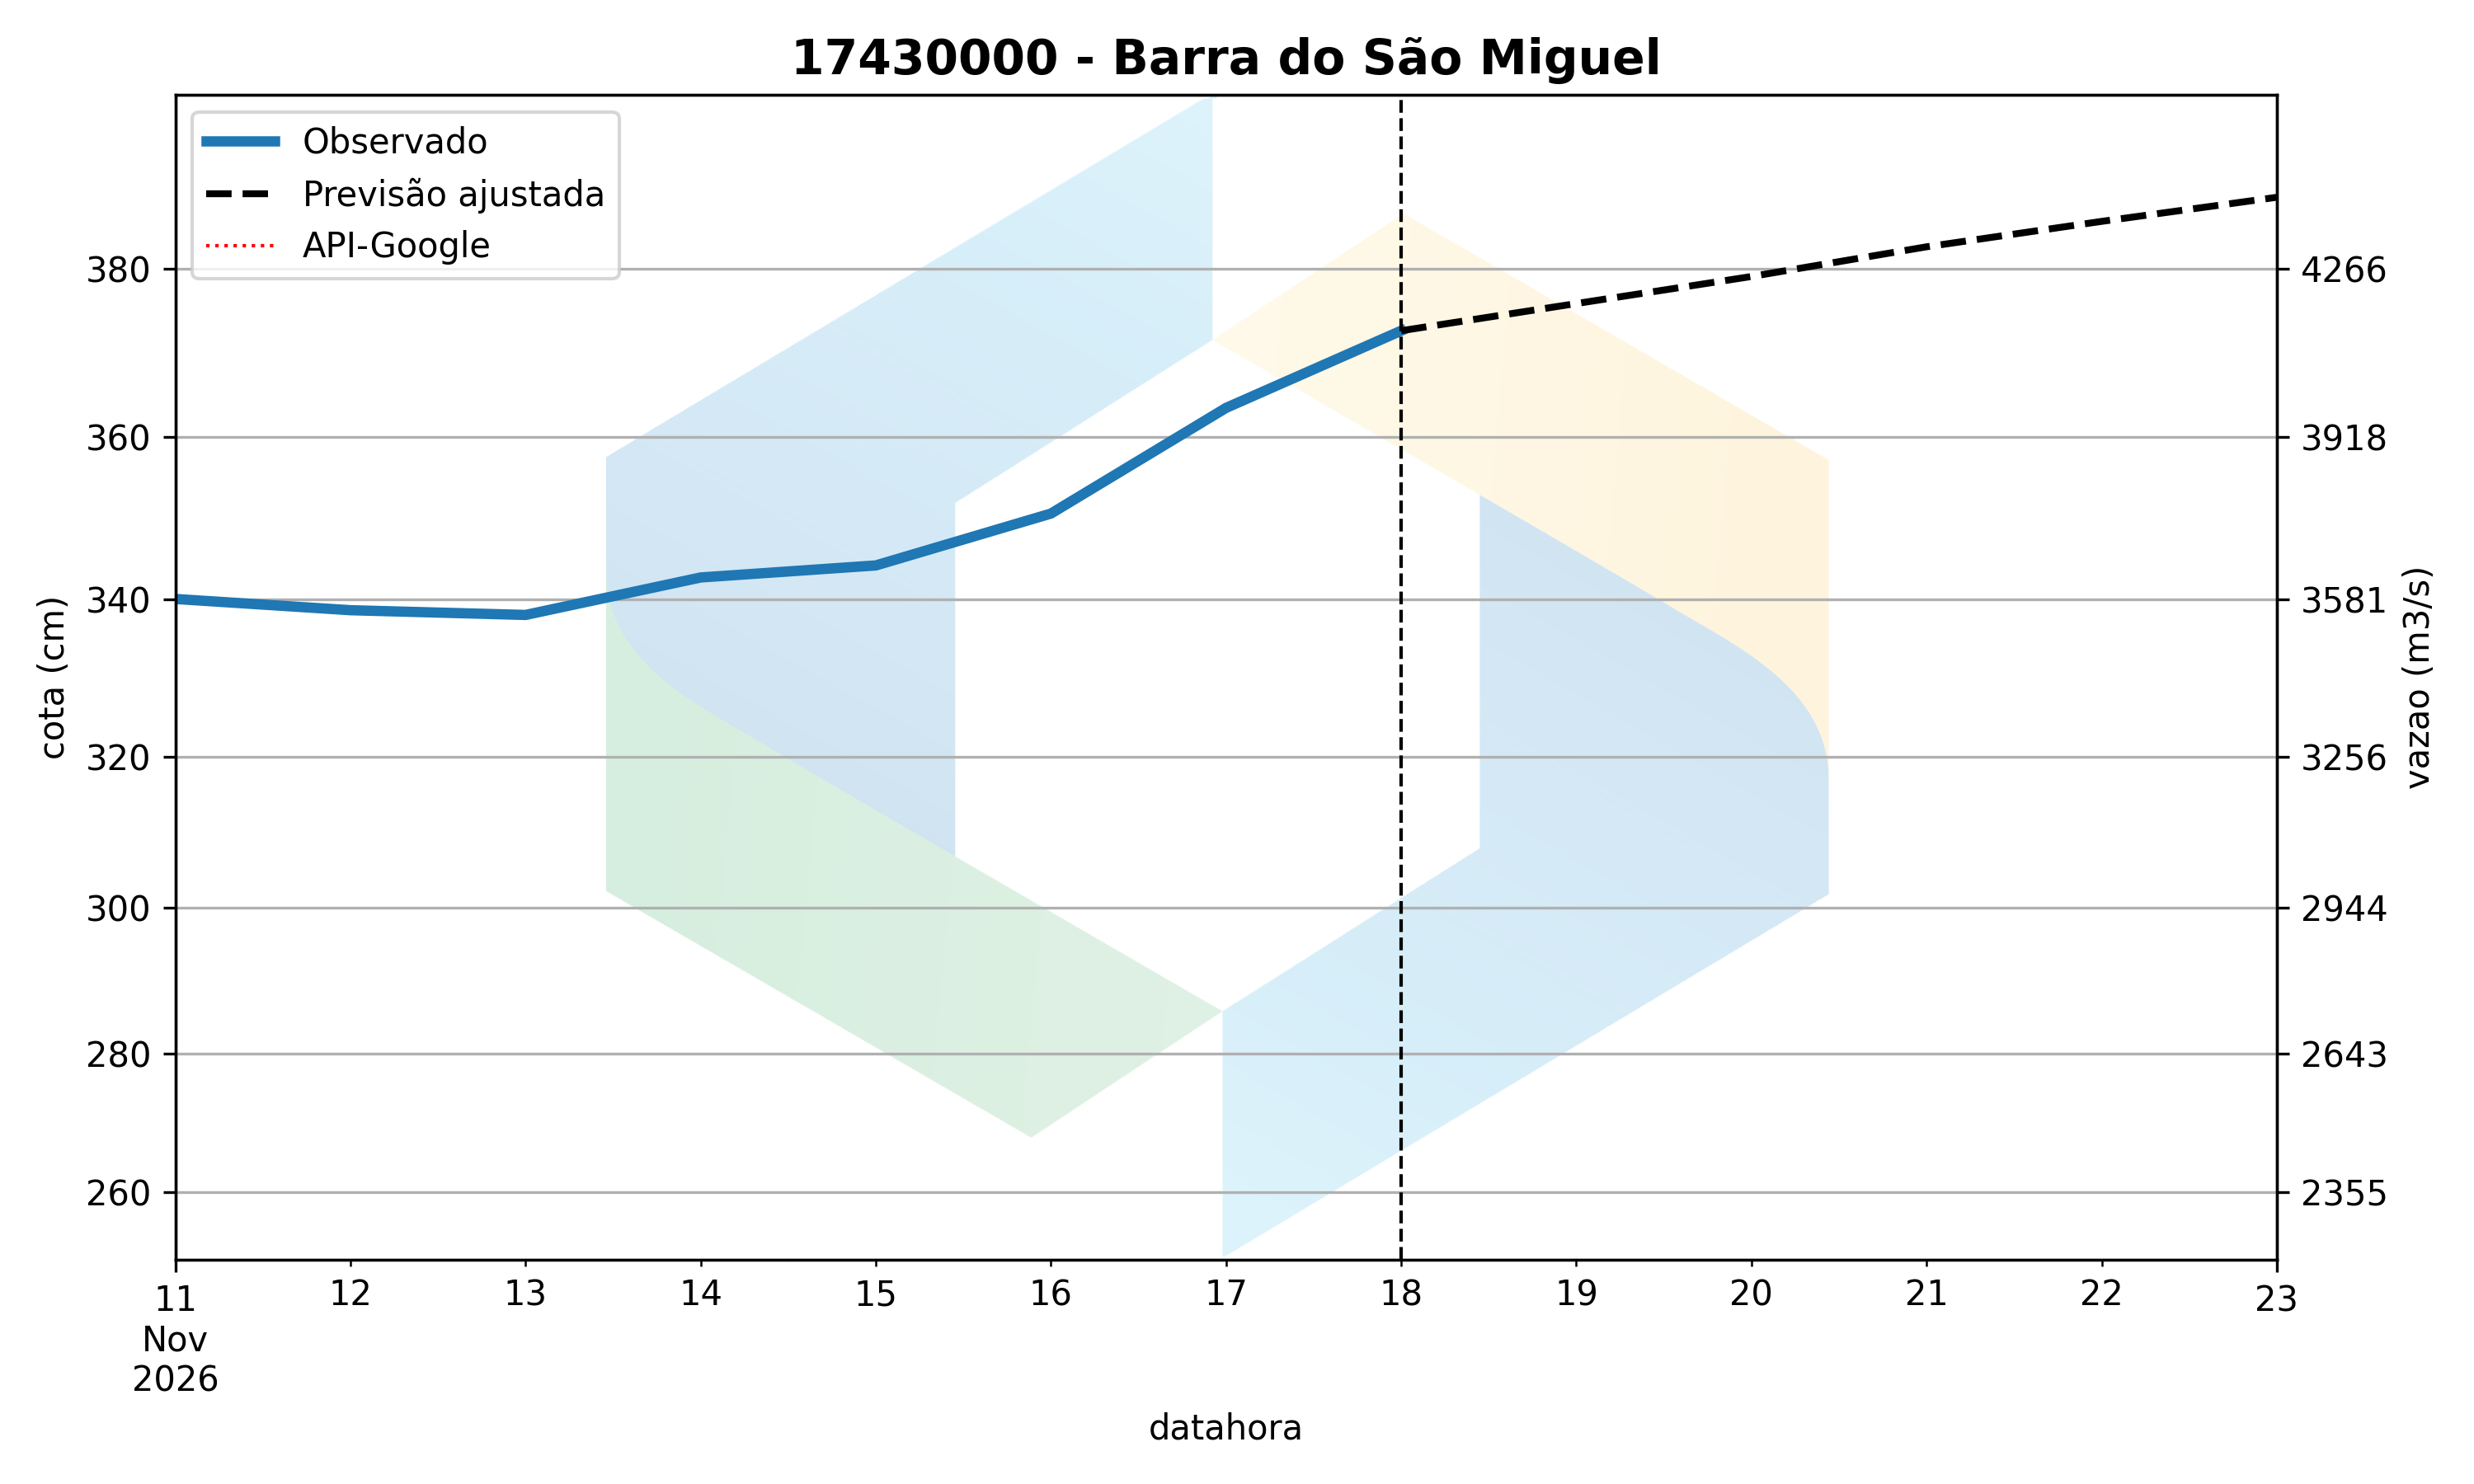 17430000 - Barra do São Miguel
Observado
Previsão ajustada
API-Google
380
360
340
320
300
280
260
cota (cm)
4266
3918
3581
3256
2944
2643
2355
vazao (m3/s)
11 12 13 14 15 16 17 18 19 20 21 22 23
Nov
2026
datahora